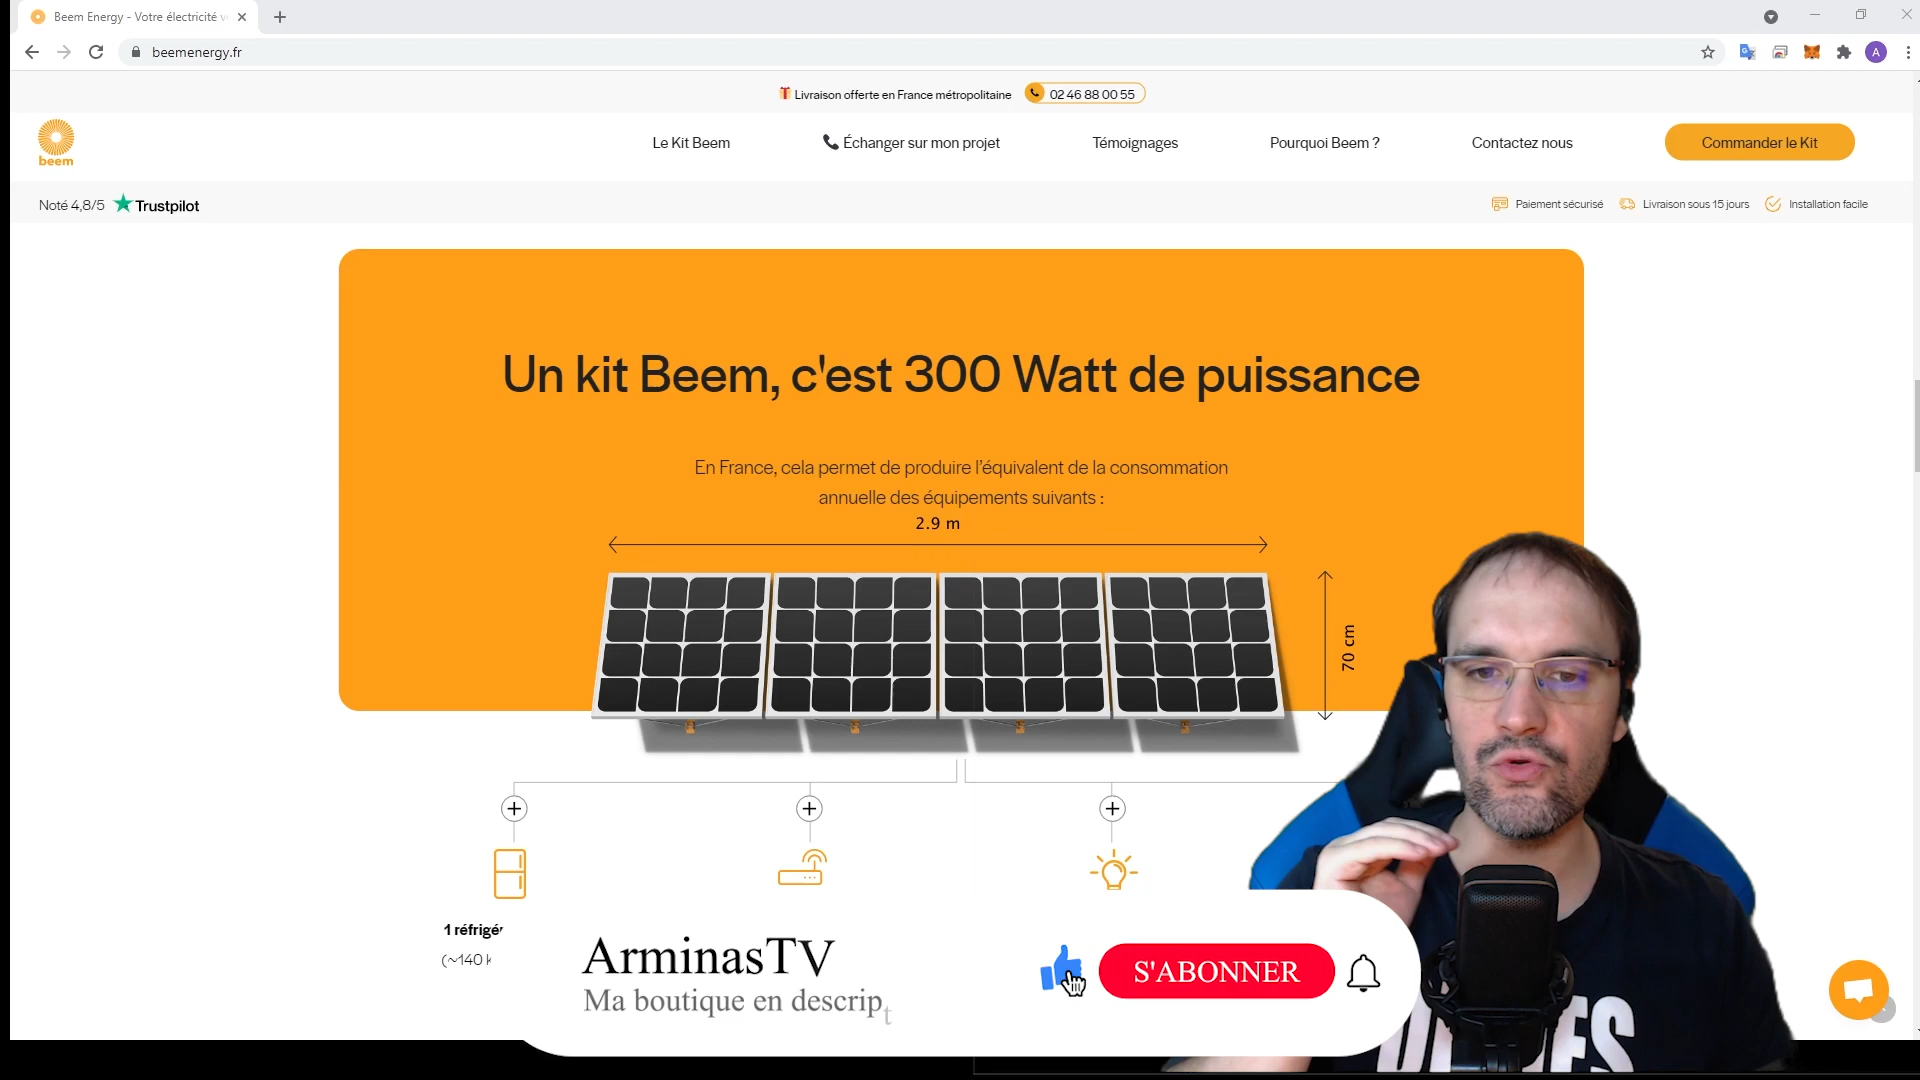 Beem Energy - Votre électricité v
beemenergy.fr
A
Livraison offerte en France métropolitaine
02 46 88 00 55
beem
Le Kit Beem
Échanger sur mon projet
Témoignages
Pourquoi Beem ?
Contactez nous
Commander le Kit
Noté 4,8/5
Trustpilot
Paiement sécurisé
Livraison sous 15 jours
Installation facile
Un kit Beem, c'est 300 Watt de puissance
En France, cela permet de produire l'équivalent de la consommation
annuelle des équipements suivants :
2.9 m
70 cm
1 réfrigér
(~140 k
ArminasTV
Ma boutique en descript
S'ABONNER